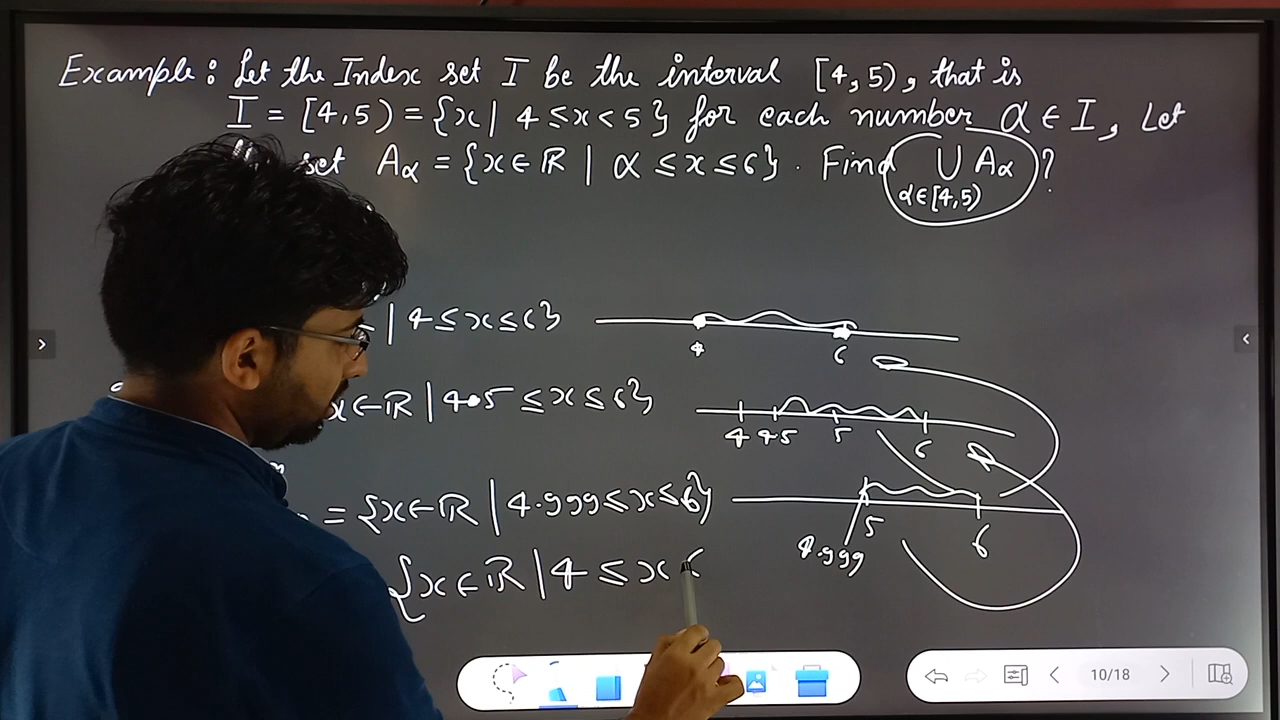 Example: Let the Index set I be the interval [4,5), that is
I = [4,5) = {x | 4 ≤ x < 5} for each number α ∈ I, Let
set Aα = {x ∈ ℝ | α ≤ x ≤ 6}. Find ∪ Aα ?
α ∈ [4,5)
| 4 ≤ x ≤ 6}
4 6
x ∈ ℝ | 4.5 ≤ x ≤ 6}
4 4.5 5 6
= {x ∈ ℝ | 4.999 ≤ x ≤ 6}
5 6
4.999
{x ∈ ℝ | 4 ≤ x
10/18